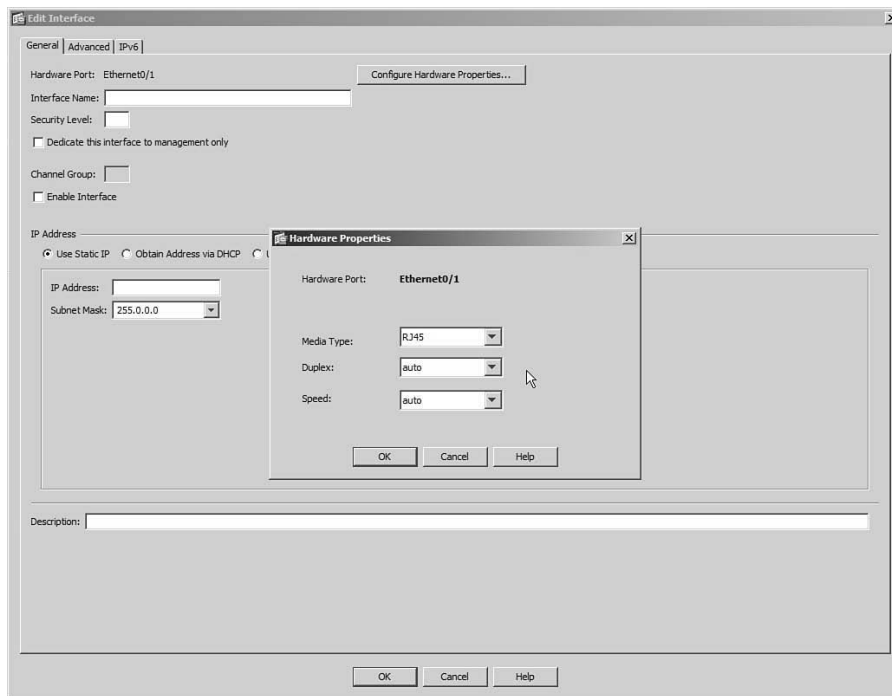 Edit Interface
General Advanced IPv6
Hardware Port: Ethernet0/1 Configure Hardware Properties...
Interface Name:
Security Level:
Dedicate this interface to management only
Channel Group:
Enable Interface
IP Address
Use Static IP Obtain Address via DHCP
IP Address:
Subnet Mask: 255.0.0.0
Hardware Properties
Hardware Port: Ethernet0/1
Media Type: RJ45
Duplex: auto
Speed: auto
OK Cancel Help
Description:
OK Cancel Help